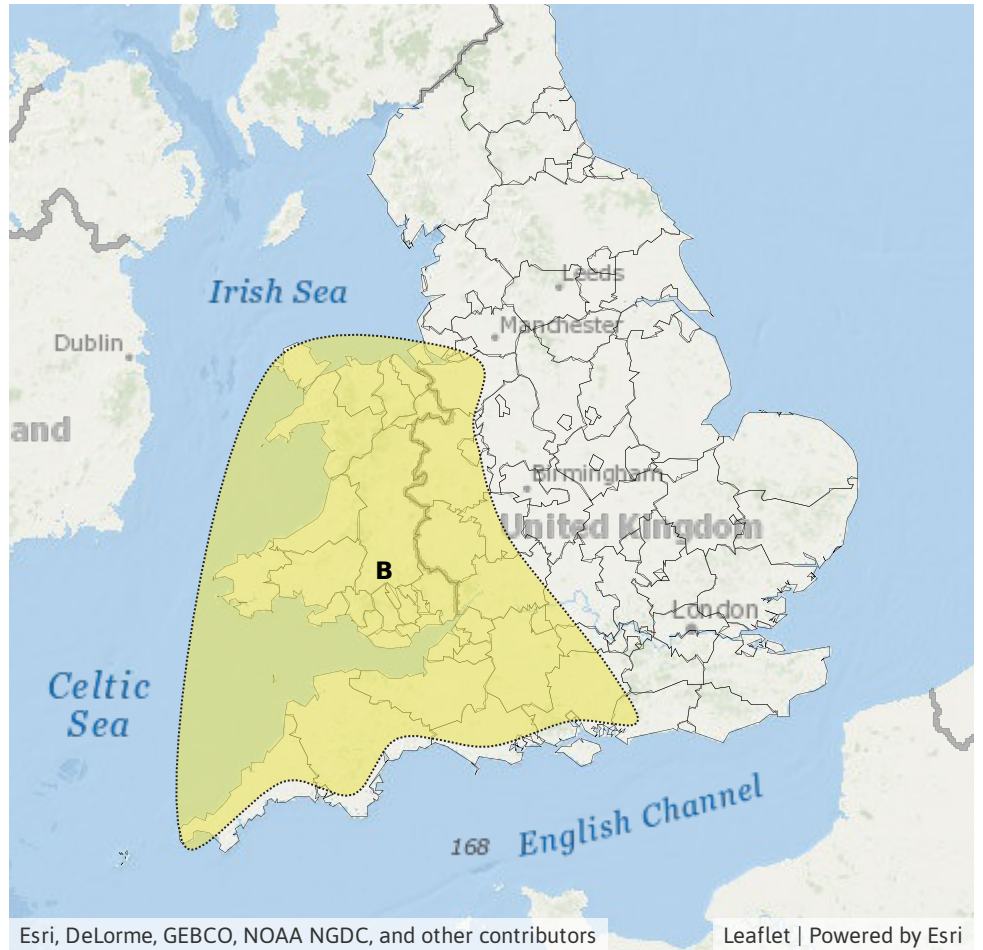 Irish Sea
Leeds
Manchester
Dublin
and
Birmingham
United Kingdom
B
London
Celtic
Sea
English Channel
168
Esri, DeLorme, GEBCO, NOAA NGDC, and other contributors
Leaflet | Powered by Esri